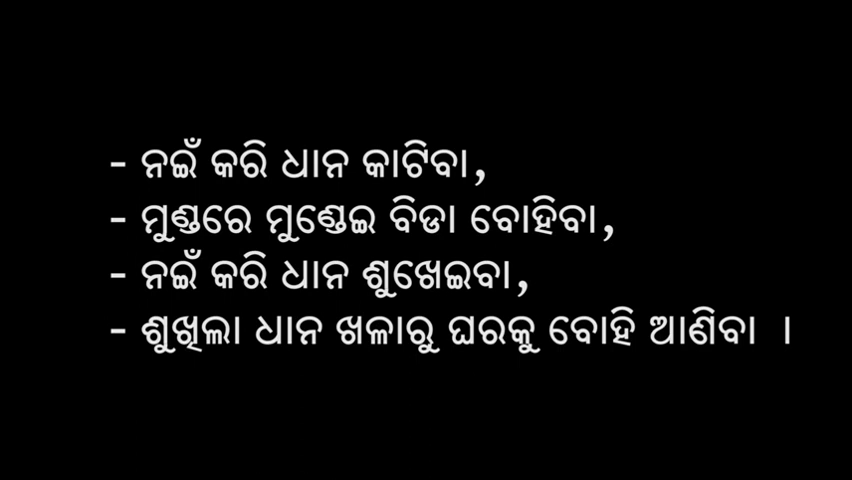 - ନଇଁ କରି ଧାନ କାଟିବା,
- ମୁଣ୍ଡରେ ମୁଣ୍ଡେଇ ବିଡା ବୋହିବା,
- ନଇଁ କରି ଧାନ ଶୁଖେଇବା,
- ଶୁଖିଲା ଧାନ ଖଳାରୁ ଘରକୁ ବୋହି ଆଣିବା ।